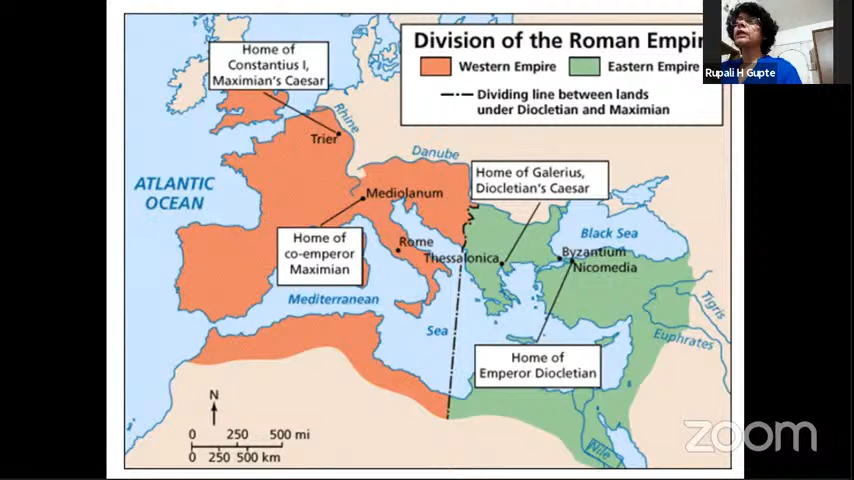 Division of the Roman Empir
Western Empire
Eastern Empire
Dividing line between lands
under Diocletian and Maximian
Rupali H Gupte
Home of
Constantius I,
Maximian's Caesar
Rhine
Trier
Danube
Home of Galerius,
Diocletian's Caesar
ATLANTIC
OCEAN
Mediolanum
Black Sea
Home of
co-emperor
Maximian
Rome
Thessalonica
Byzantium
Nicomedia
Mediterranean
Sea
Tigris
Euphrates
Home of
Emperor Diocletian
N
0 250 500 mi
0 250 500 km
Nile
zoom